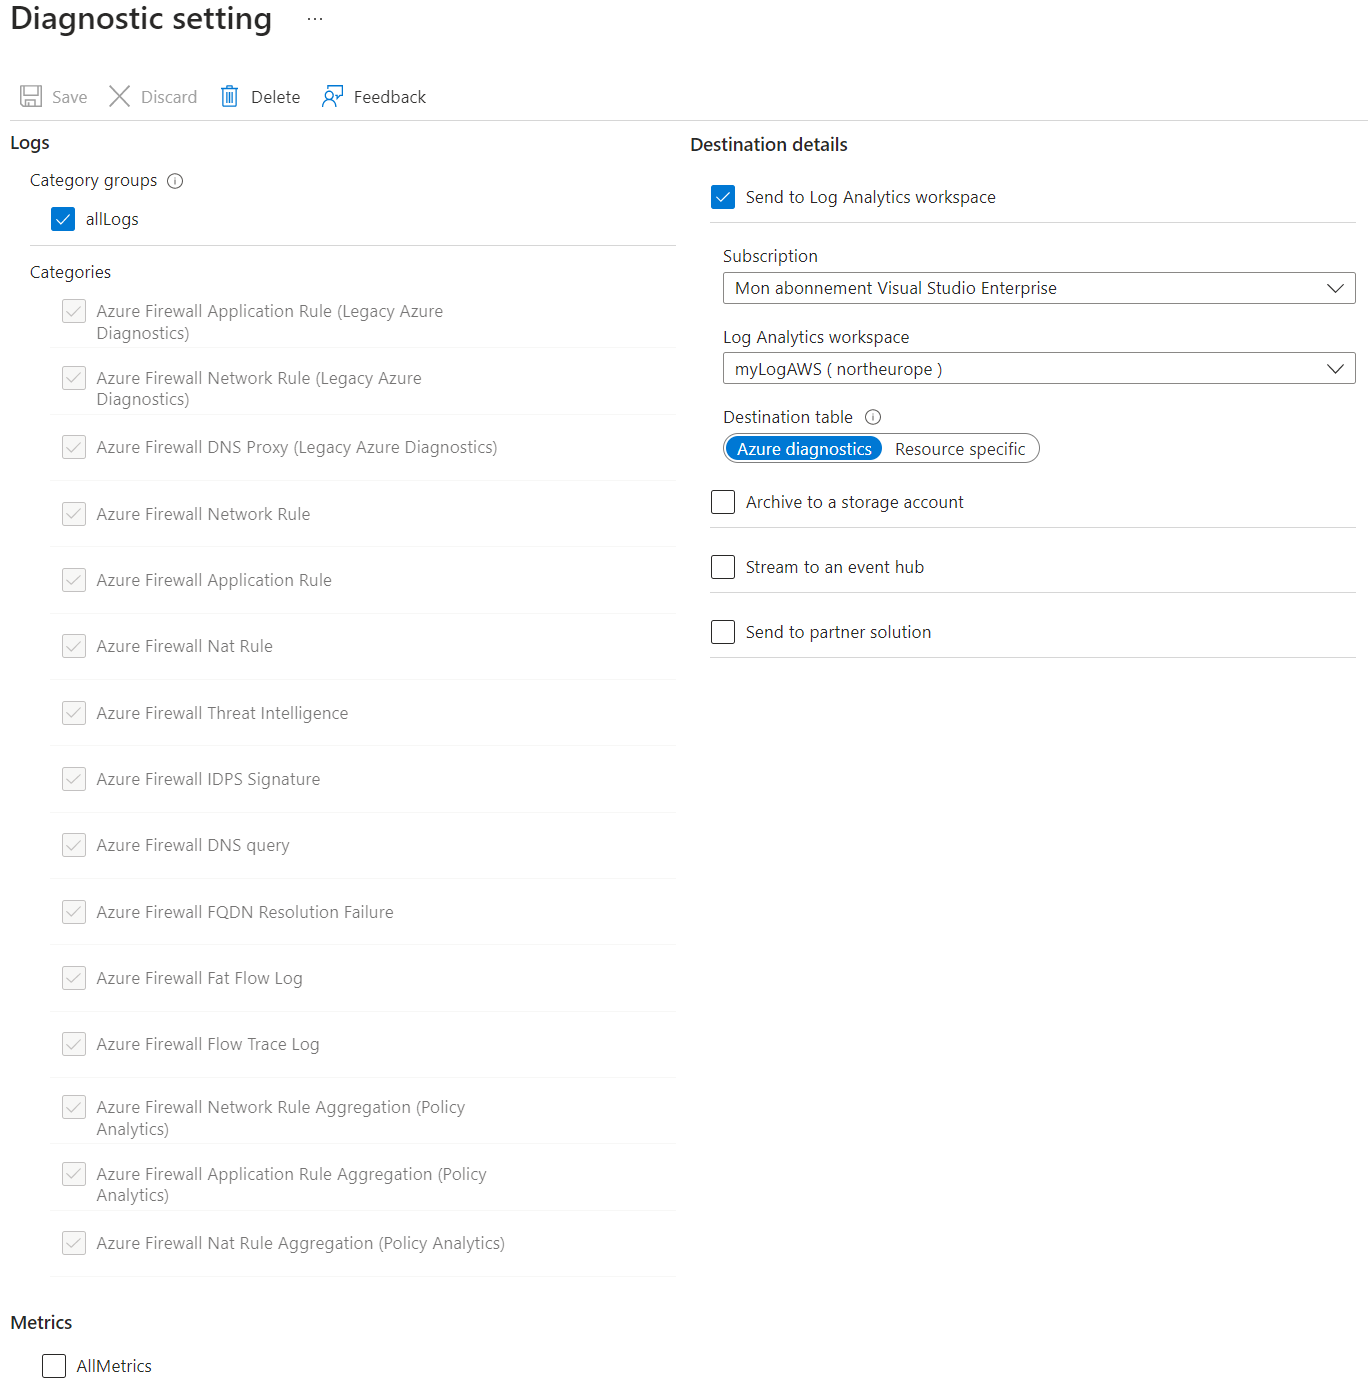 Diagnostic setting ...
Save Discard Delete Feedback
Logs
Category groups
allLogs
Categories
Azure Firewall Application Rule (Legacy Azure
Diagnostics)
Azure Firewall Network Rule (Legacy Azure
Diagnostics)
Azure Firewall DNS Proxy (Legacy Azure Diagnostics)
Azure Firewall Network Rule
Azure Firewall Application Rule
Azure Firewall Nat Rule
Azure Firewall Threat Intelligence
Azure Firewall IDPS Signature
Azure Firewall DNS query
Azure Firewall FQDN Resolution Failure
Azure Firewall Fat Flow Log
Azure Firewall Flow Trace Log
Azure Firewall Network Rule Aggregation (Policy
Analytics)
Azure Firewall Application Rule Aggregation (Policy
Analytics)
Azure Firewall Nat Rule Aggregation (Policy Analytics)
Metrics
AllMetrics
Destination details
Send to Log Analytics workspace
Subscription
Mon abonnement Visual Studio Enterprise
Log Analytics workspace
myLogAWS ( northeurope )
Destination table
Azure diagnostics Resource specific
Archive to a storage account
Stream to an event hub
Send to partner solution